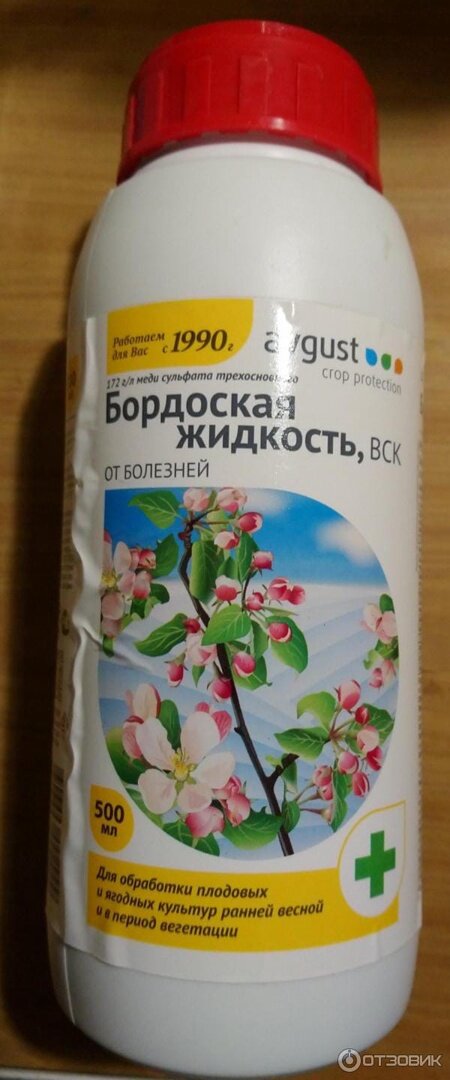 Работаем
для Вас с 1990г
avgust
crop protection
172 г/л меди сульфата трехосновного
Бордоская
жидкость, ВСК
ОТ БОЛЕЗНЕЙ
500
мл
Для обработки плодовых
и ягодных культур ранней весной
и в период вегетации
ОТЗОВИК